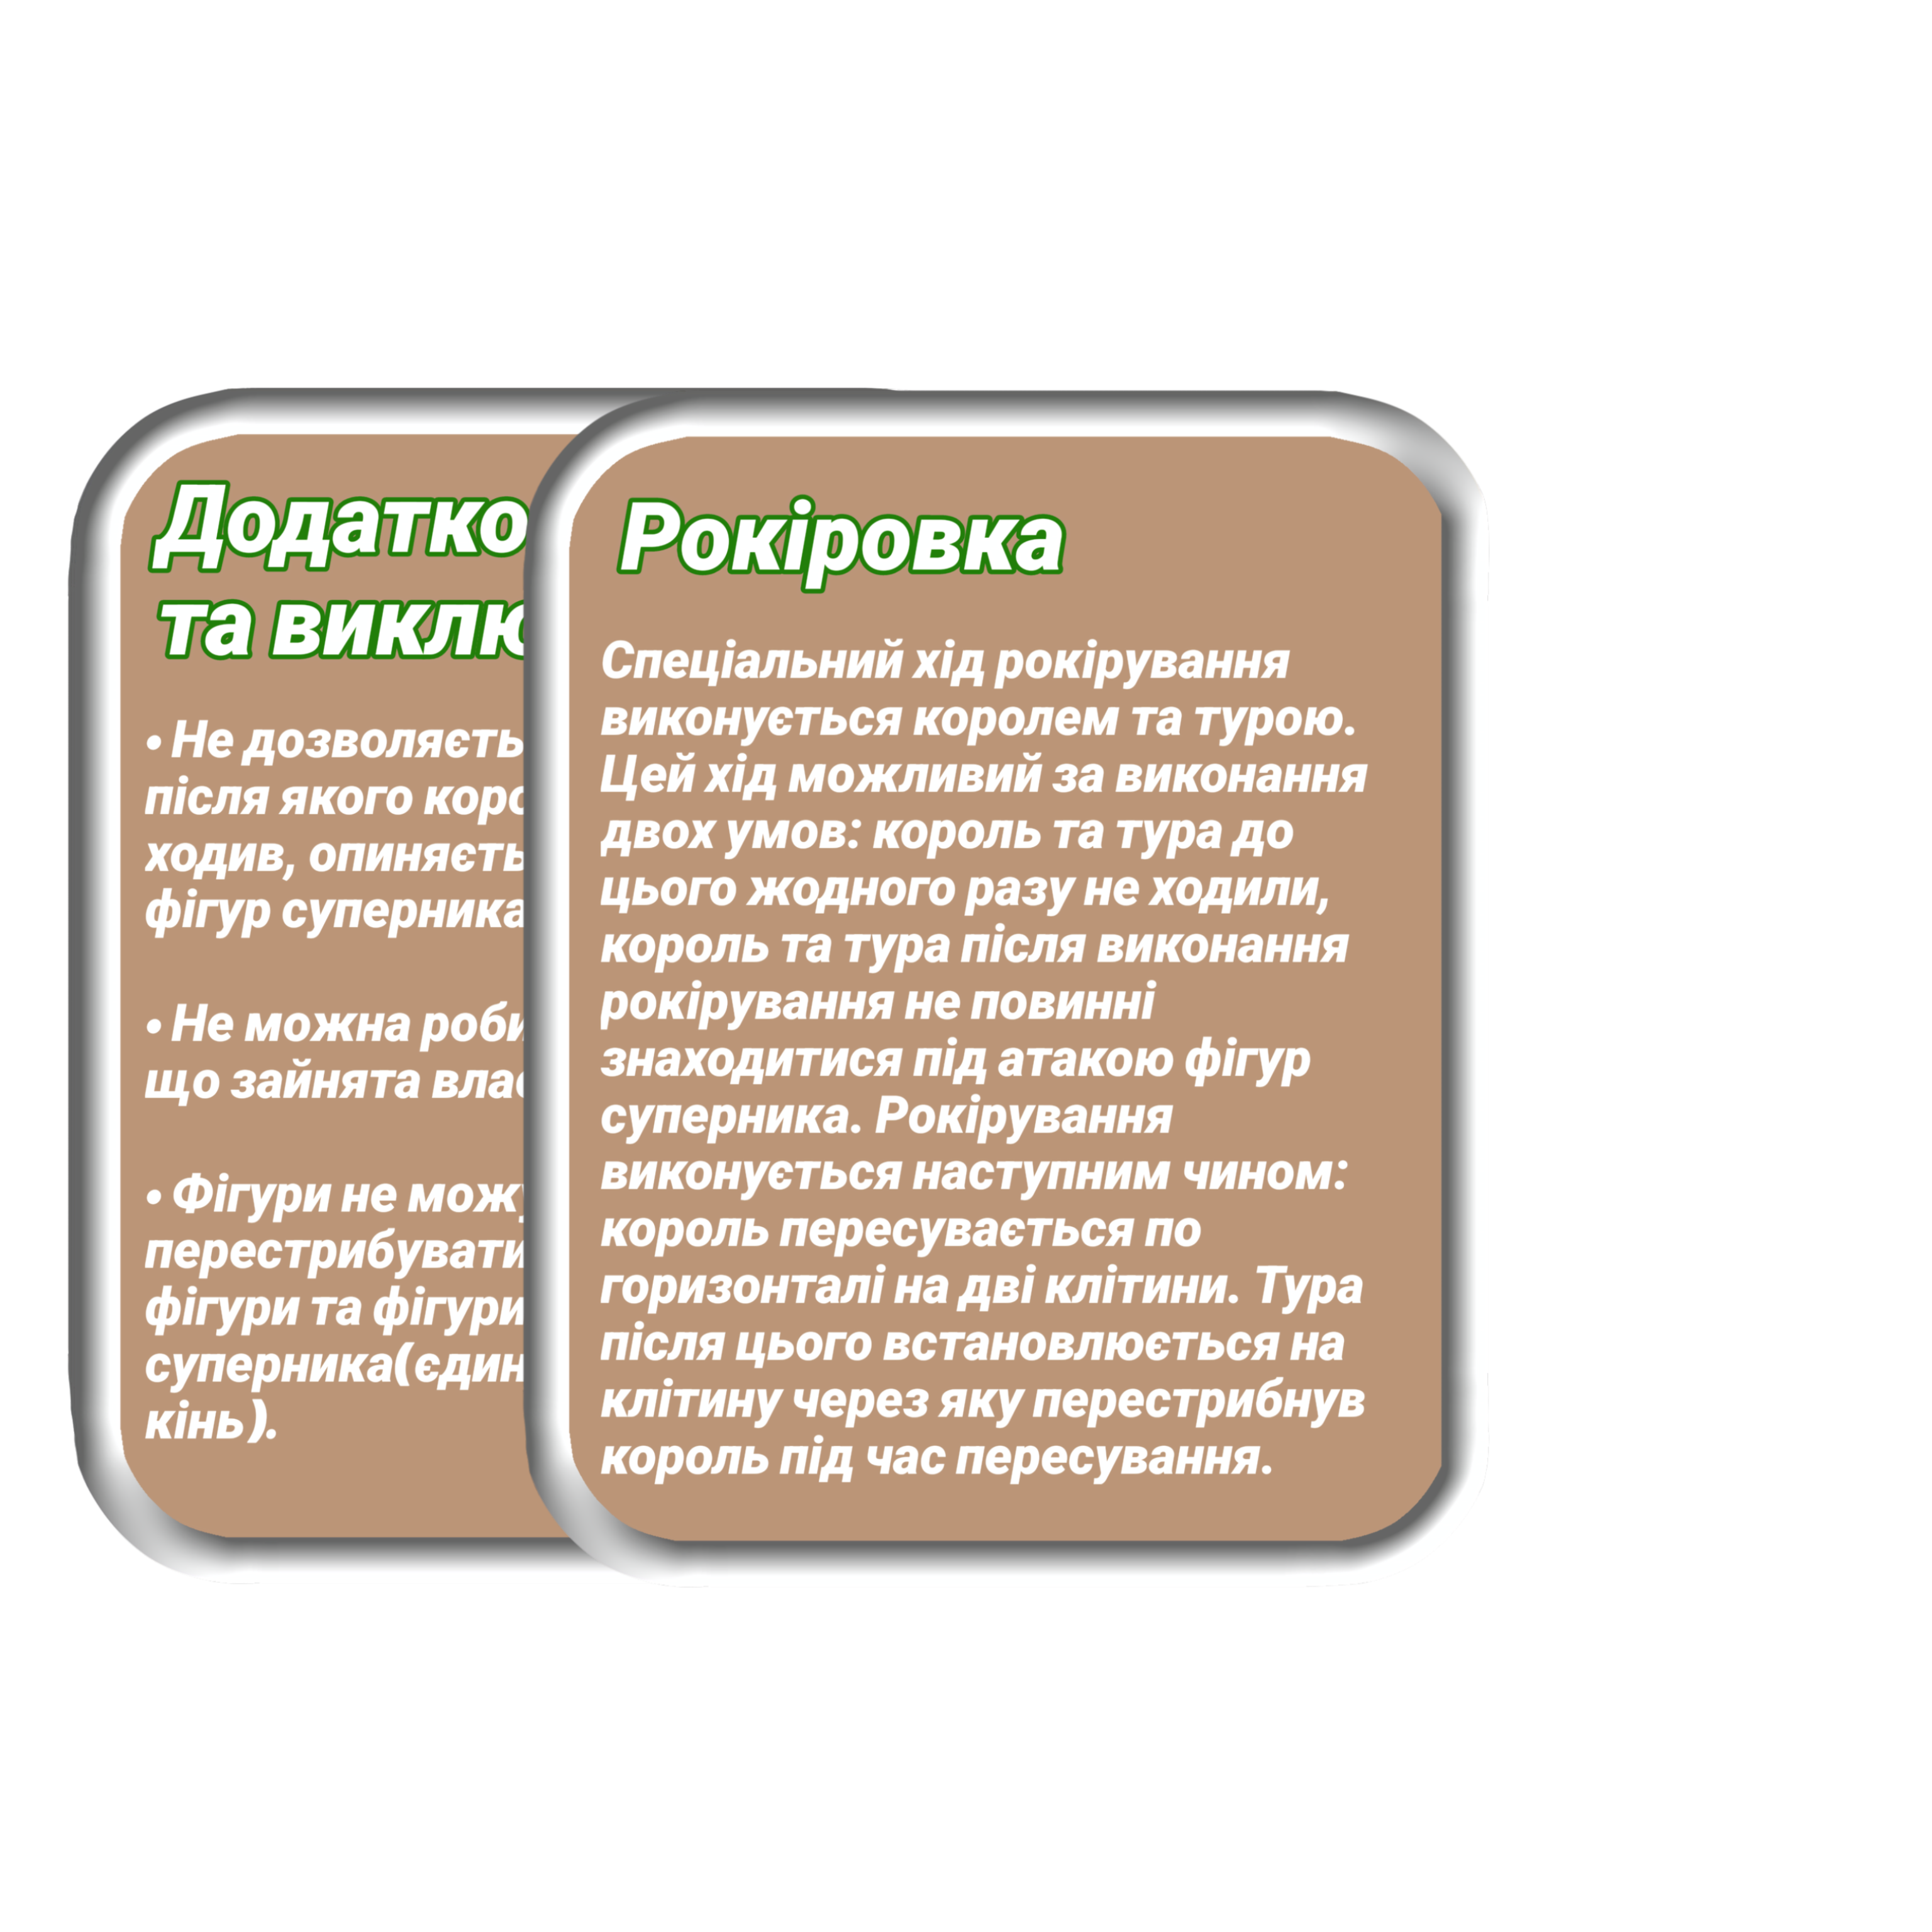 Додатко
та виклю
• Не дозволяєть
після якого коро
ходив, опиняєть
фігур суперника
• Не можна роби
що зайнята влас
• Фігури не можу
перестрибувати
фігури та фігури
суперника(єдин
кінь).
Рокіровка
Спеціальний хід рокірування
виконується королем та турою.
Цей хід можливий за виконання
двох умов: король та тура до
цього жодного разу не ходили,
король та тура після виконання
рокірування не повинні
знаходитися під атакою фігур
суперника. Рокірування
виконується наступним чином:
король пересувається по
горизонталі на дві клітини. Тура
після цього встановлюється на
клітину через яку перестрибнув
король під час пересування.